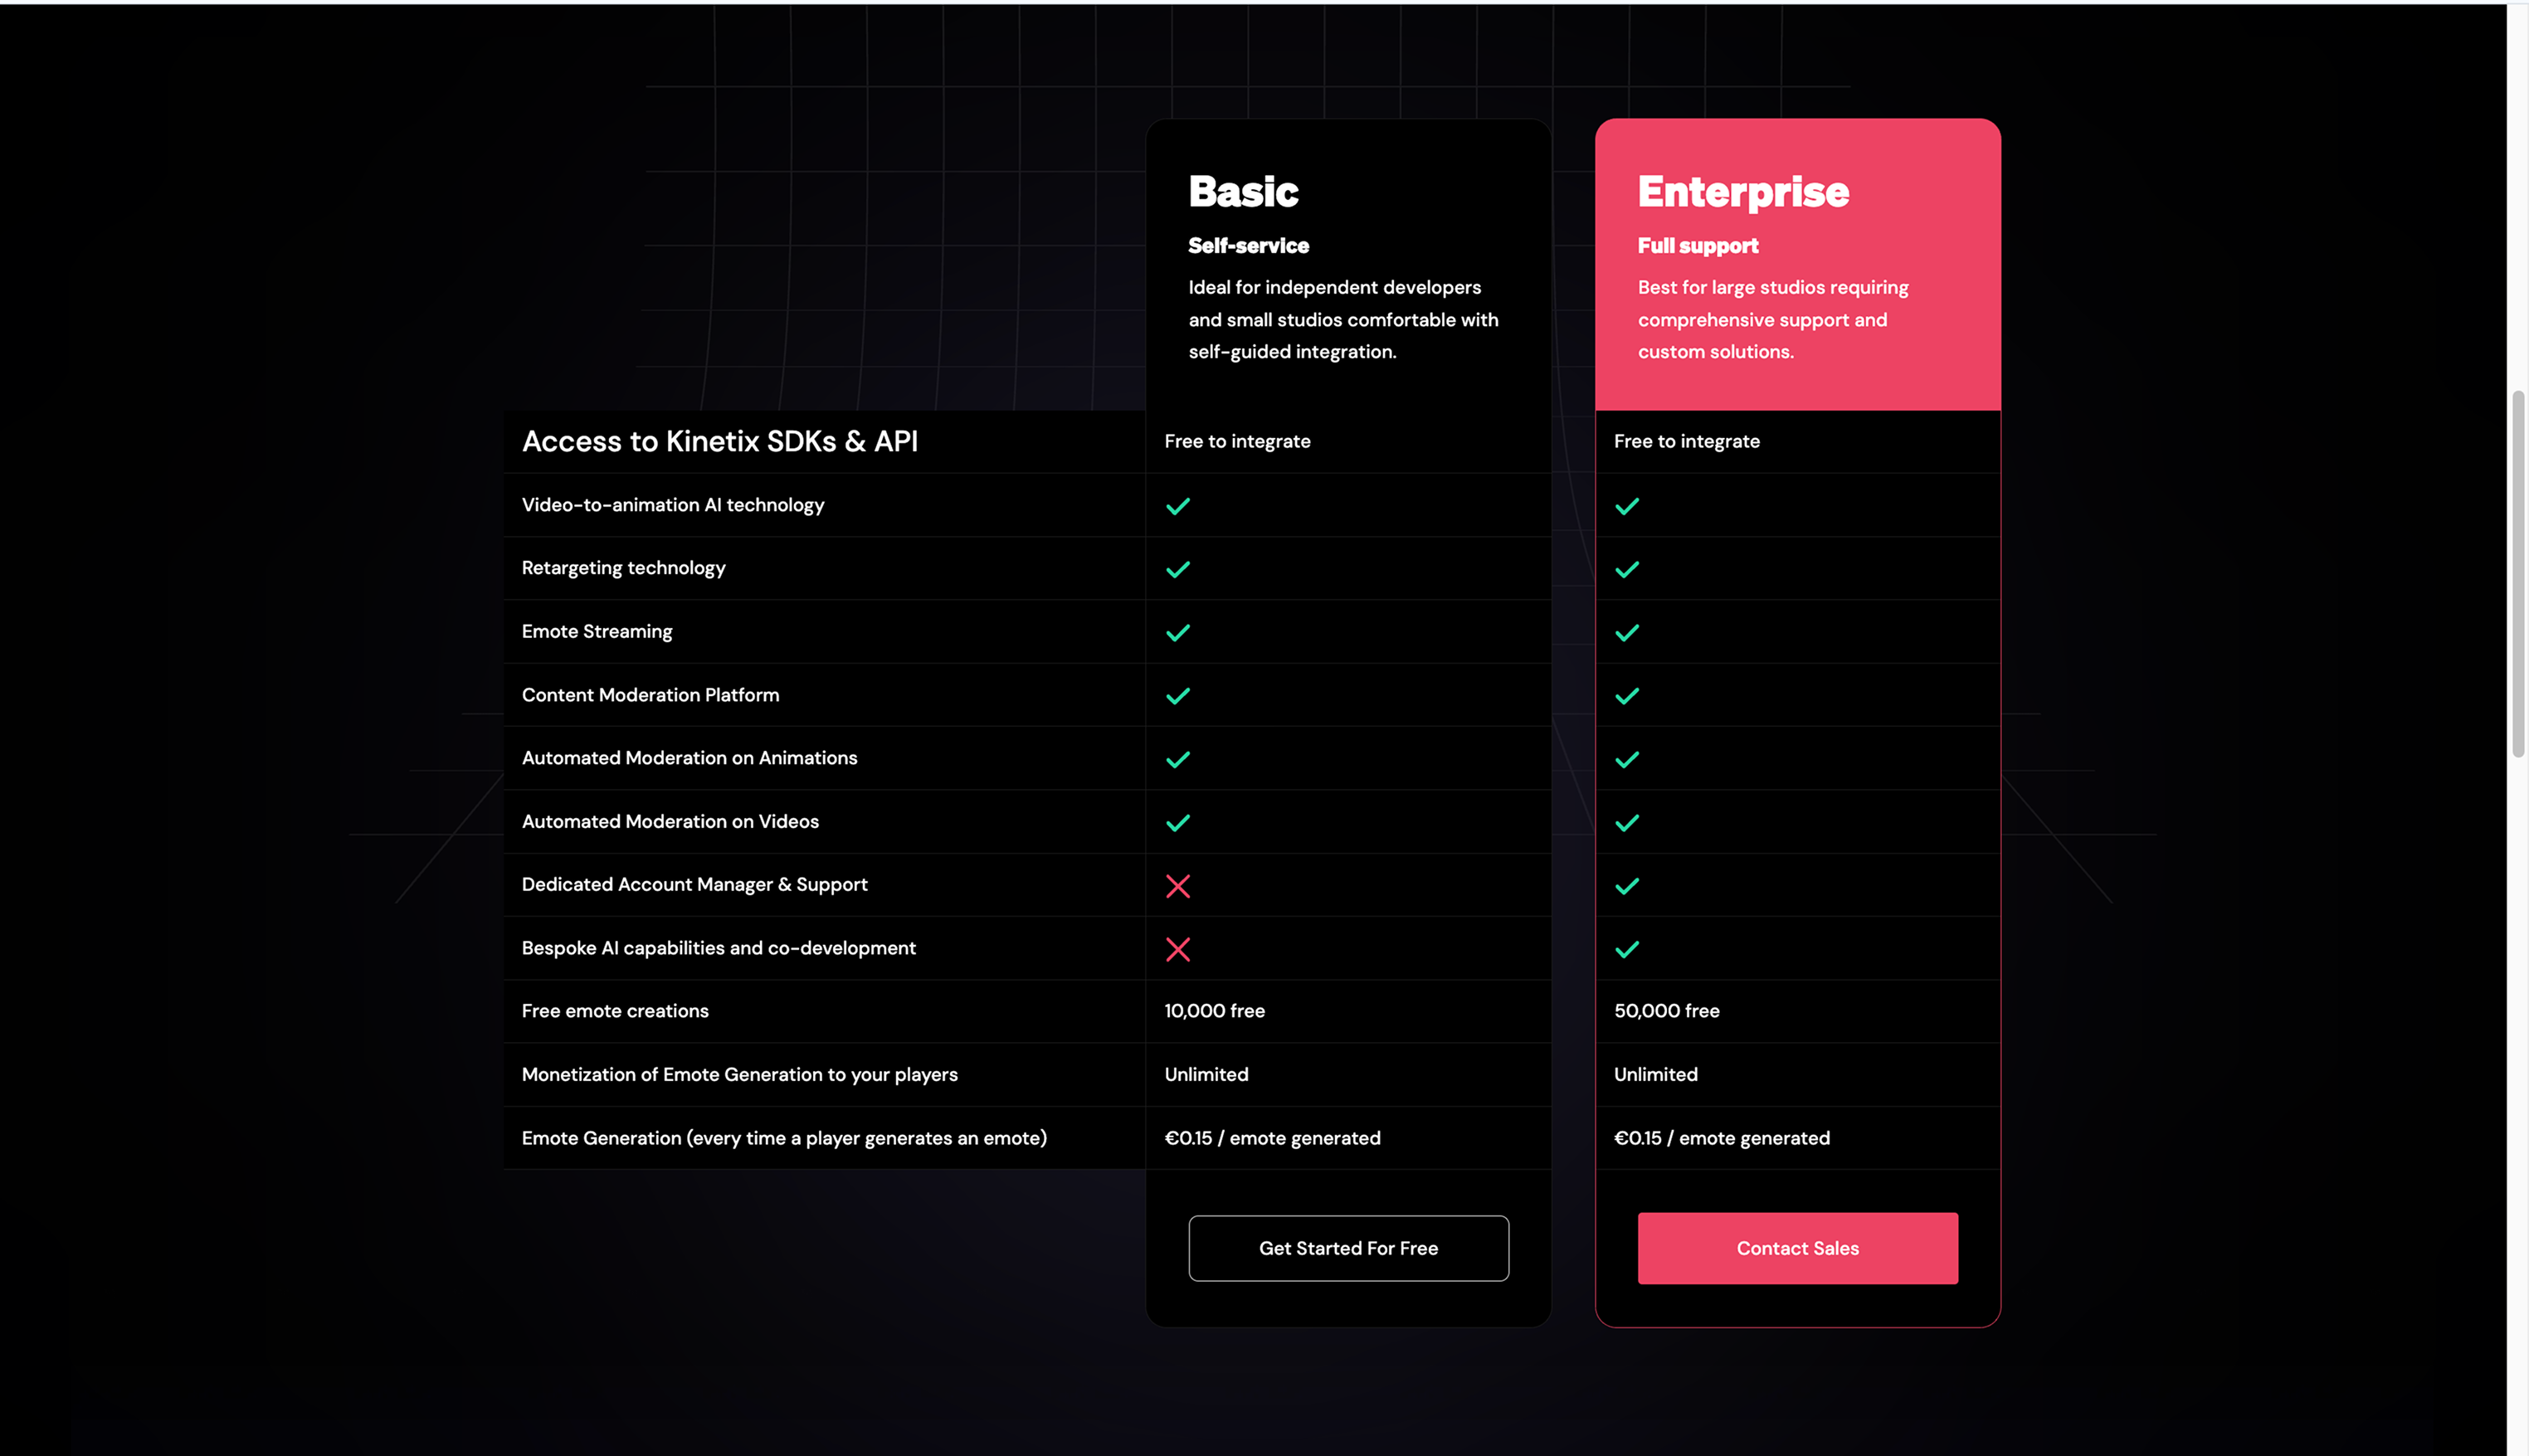 Basic
Self-service
Ideal for independent developers
and small studios comfortable with
self-guided integration.
Enterprise
Full support
Best for large studios requiring
comprehensive support and
custom solutions.
Access to Kinetix SDKs & API
Free to integrate
Free to integrate
Video-to-animation AI technology
Retargeting technology
Emote Streaming
Content Moderation Platform
Automated Moderation on Animations
Automated Moderation on Videos
Dedicated Account Manager & Support
Bespoke AI capabilities and co-development
Free emote creations
10,000 free
50,000 free
Monetization of Emote Generation to your players
Unlimited
Unlimited
Emote Generation (every time a player generates an emote)
€0.15 / emote generated
€0.15 / emote generated
Get Started For Free
Contact Sales